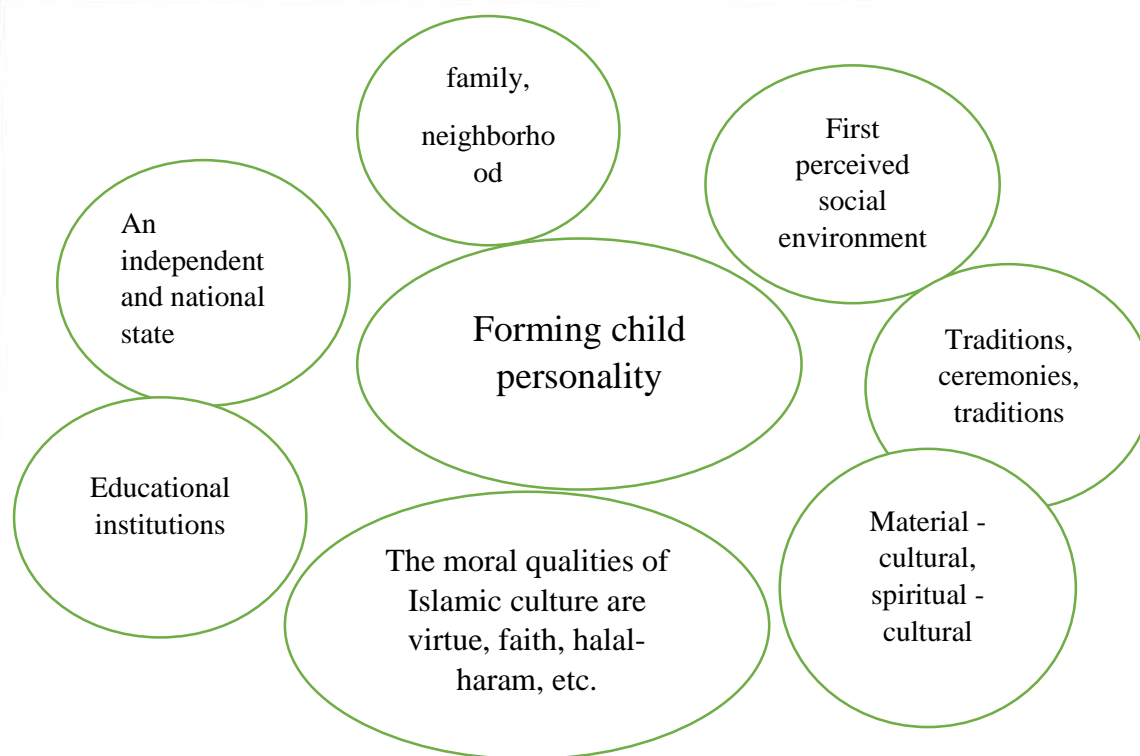 family,
neighborho
od
First
perceived
social
environment
An
independent
and national
state
Forming child
personality
Traditions,
ceremonies,
traditions
Educational
institutions
Material -
cultural,
spiritual -
cultural
The moral qualities of
Islamic culture are
virtue, faith, halal-
haram, etc.